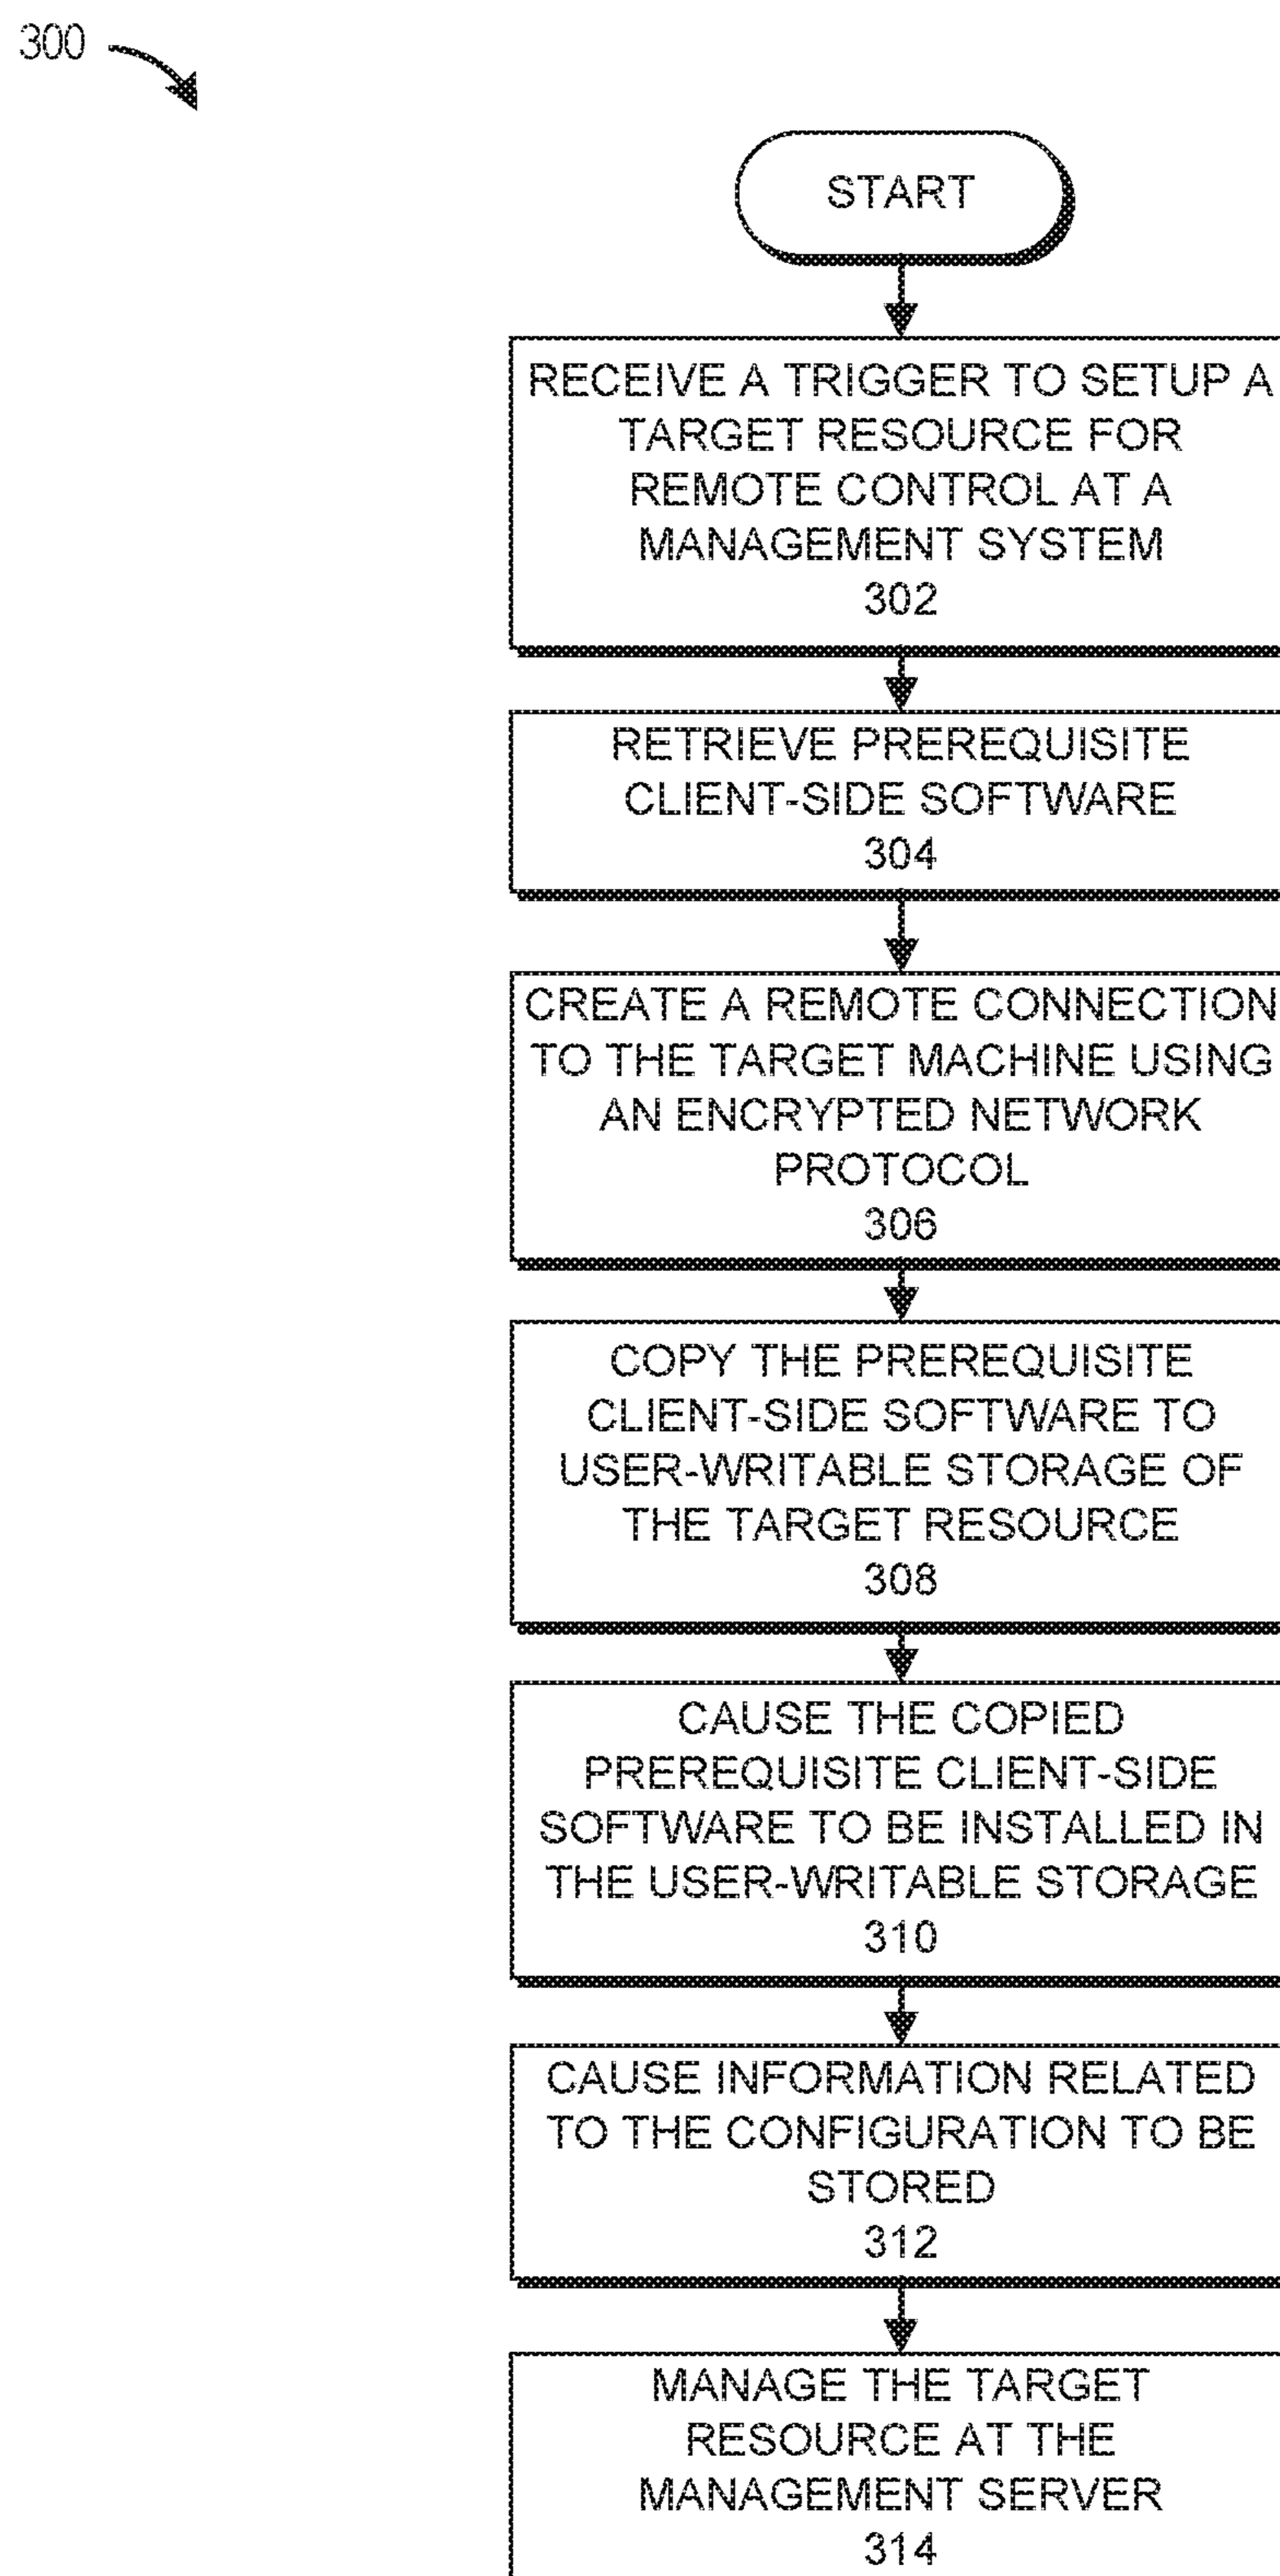 300
START
RECEIVE A TRIGGER TO SETUP A
TARGET RESOURCE FOR
REMOTE CONTROL AT A
MANAGEMENT SYSTEM
302
RETRIEVE PREREQUISITE
CLIENT-SIDE SOFTWARE
304
CREATE A REMOTE CONNECTION
TO THE TARGET MACHINE USING
AN ENCRYPTED NETWORK
PROTOCOL
306
COPY THE PREREQUISITE
CLIENT-SIDE SOFTWARE TO
USER-WRITABLE STORAGE OF
THE TARGET RESOURCE
308
CAUSE THE COPIED
PREREQUISITE CLIENT-SIDE
SOFTWARE TO BE INSTALLED IN
THE USER-WRITABLE STORAGE
310
CAUSE INFORMATION RELATED
TO THE CONFIGURATION TO BE
STORED
312
MANAGE THE TARGET
RESOURCE AT THE
MANAGEMENT SERVER
314